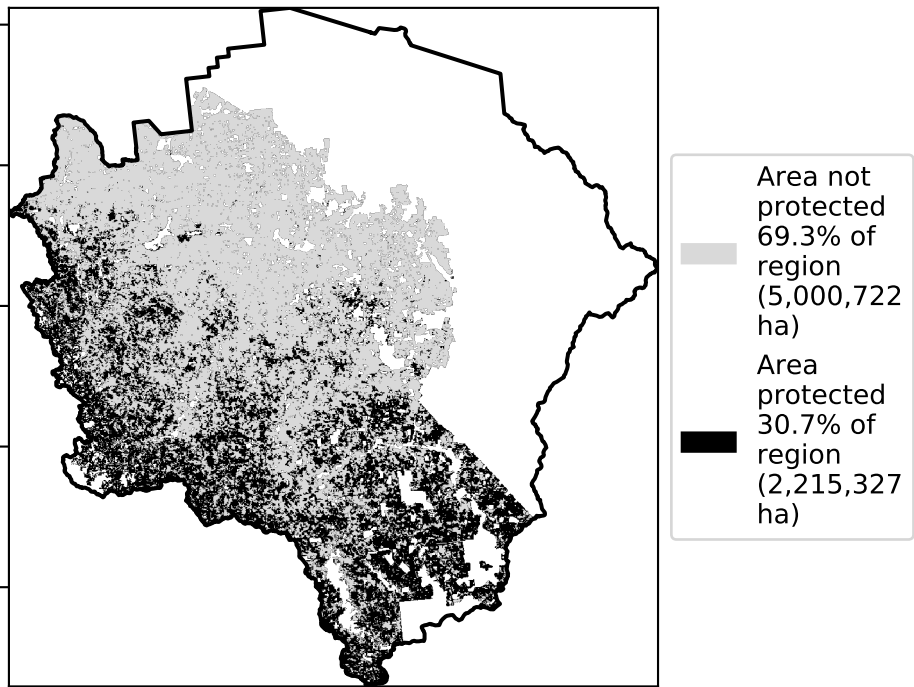 Area not
protected
69.3% of
region
(5,000,722
ha)
Area
protected
30.7% of
region
(2,215,327
ha)